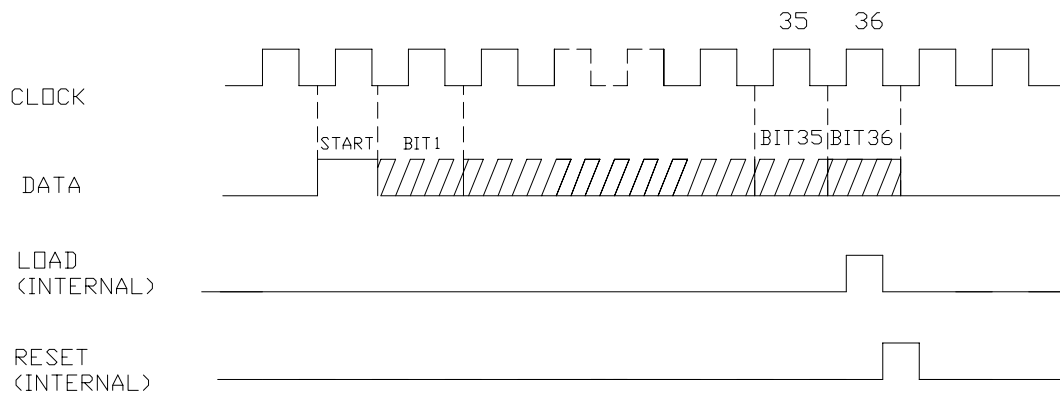 35 36
CLOCK
START BIT1 BIT35 BIT36
DATA
LOAD
(INTERNAL)
RESET
(INTERNAL)